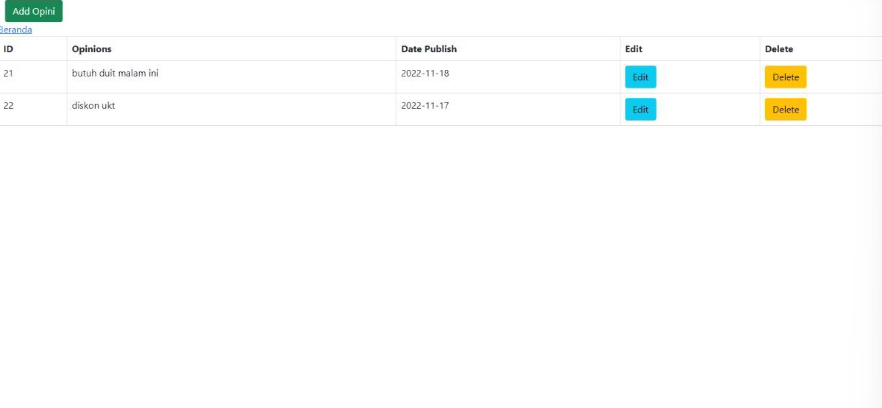 Add Opini
Beranda
ID Opinions Date Publish Edit Delete
21 butuh duit malam ini 2022-11-18 Edit Delete
22 diskon ukt 2022-11-17 Edit Delete